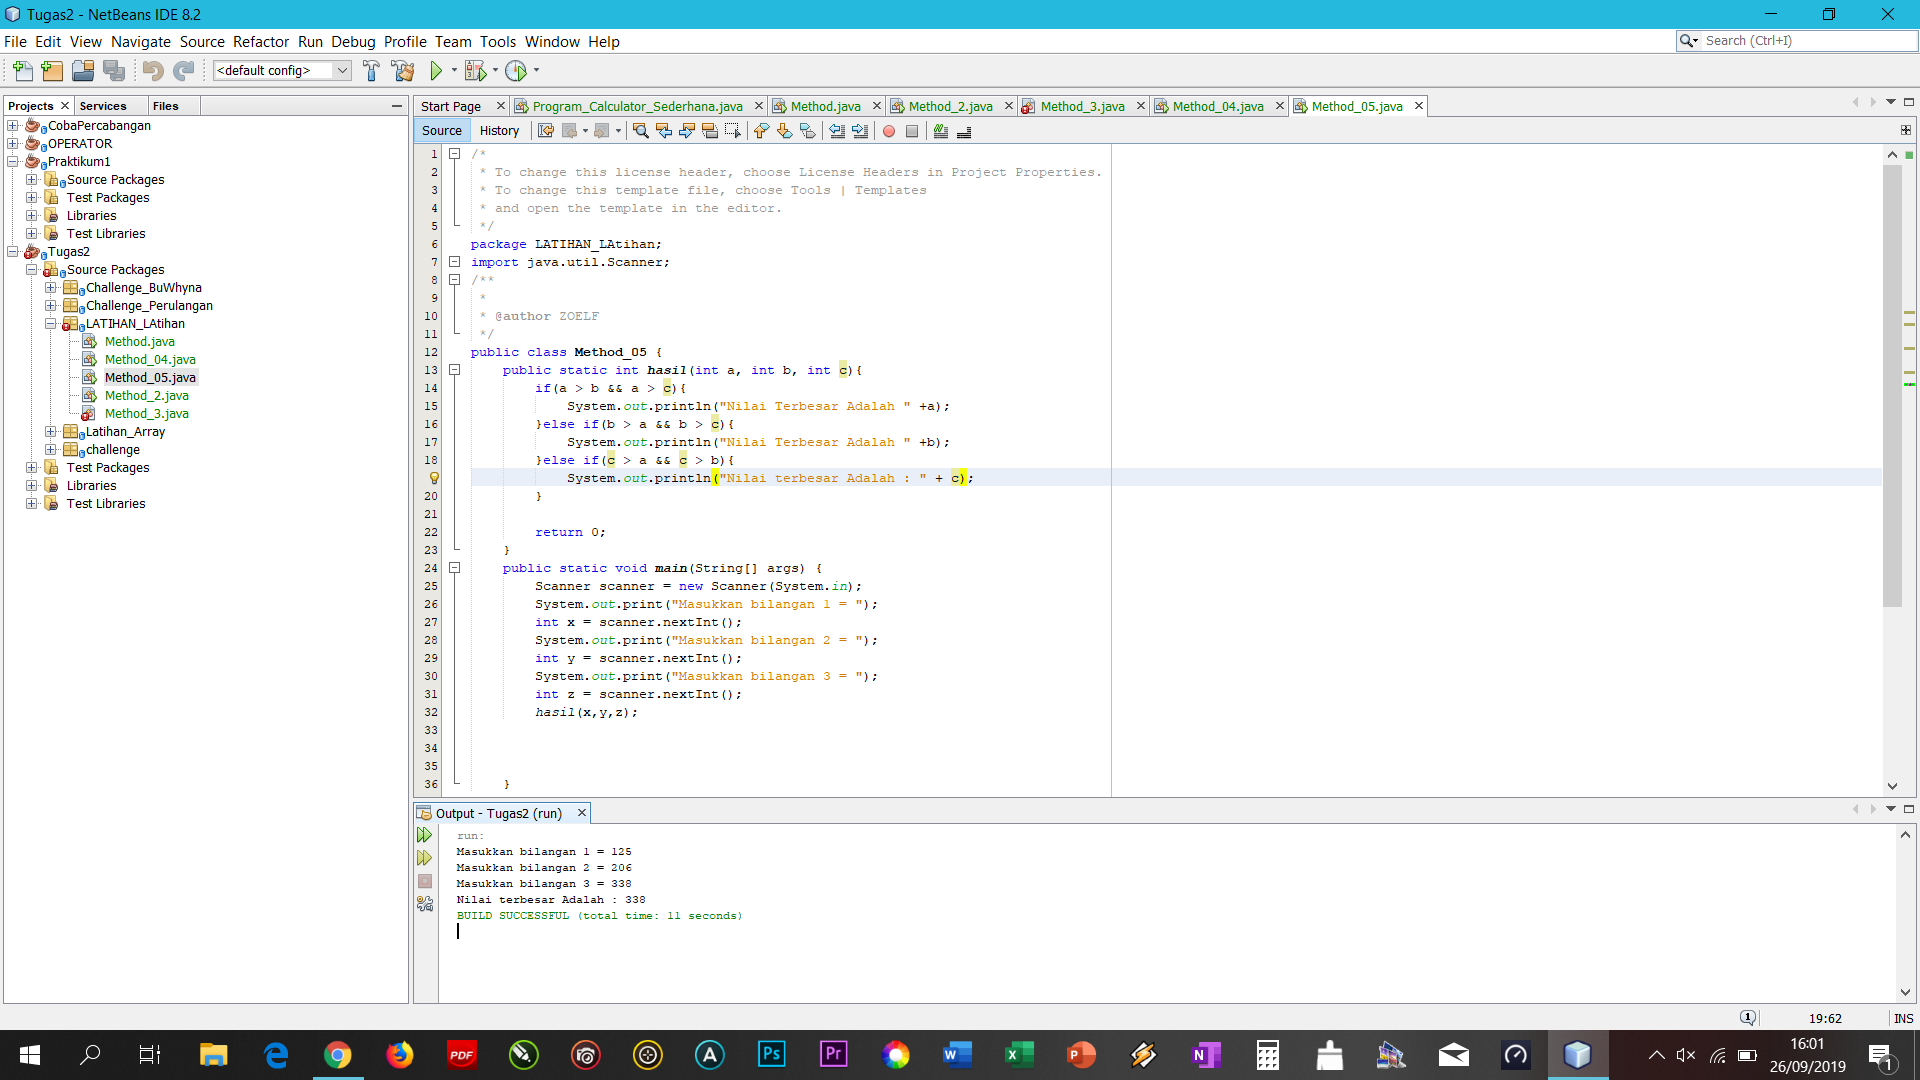 Tugas2 - NetBeans IDE 8.2
File Edit View Navigate Source Refactor Run Debug Profile Team Tools Window Help
Search (Ctrl+I)
<default config>
Projects Services Files
CobaPercabangan
OPERATOR
Praktikum1
Source Packages
Test Packages
Libraries
Test Libraries
Tugas2
Source Packages
Challenge_BuWhyna
Challenge_Perulangan
LATIHAN_LAtihan
Method.java
Method_04.java
Method_05.java
Method_2.java
Method_3.java
Latihan_Array
challenge
Test Packages
Libraries
Test Libraries
Start Page Program_Calculator_Sederhana.java Method.java Method_2.java Method_3.java Method_04.java Method_05.java
Source History
1 /*
2 * To change this license header, choose License Headers in Project Properties.
3 * To change this template file, choose Tools | Templates
4 * and open the template in the editor.
5 */
6 package LATIHAN_LAtihan;
7 import java.util.Scanner;
8 /**
9 *
10 * @author ZOELF
11 */
12 public class Method_05 {
13 public static int hasil(int a, int b, int c){
14 if(a > b && a > c){
15 System.out.println("Nilai Terbesar Adalah " +a);
16 }else if(b > a && b > c){
17 System.out.println("Nilai Terbesar Adalah " +b);
18 }else if(c > a && c > b){
System.out.println("Nilai terbesar Adalah : " + c);
20 }
21
22 return 0;
23 }
24 public static void main(String[] args) {
25 Scanner scanner = new Scanner(System.in);
26 System.out.print("Masukkan bilangan 1 = ");
27 int x = scanner.nextInt();
28 System.out.print("Masukkan bilangan 2 = ");
29 int y = scanner.nextInt();
30 System.out.print("Masukkan bilangan 3 = ");
31 int z = scanner.nextInt();
32 hasil(x,y,z);
33
34
35
36 }
Output - Tugas2 (run)
run:
Masukkan bilangan 1 = 125
Masukkan bilangan 2 = 206
Masukkan bilangan 3 = 338
Nilai terbesar Adalah : 338
BUILD SUCCESSFUL (total time: 11 seconds)
1 19:62 INS
PDF Ps Pr W X P N
16:01
26/09/2019
1